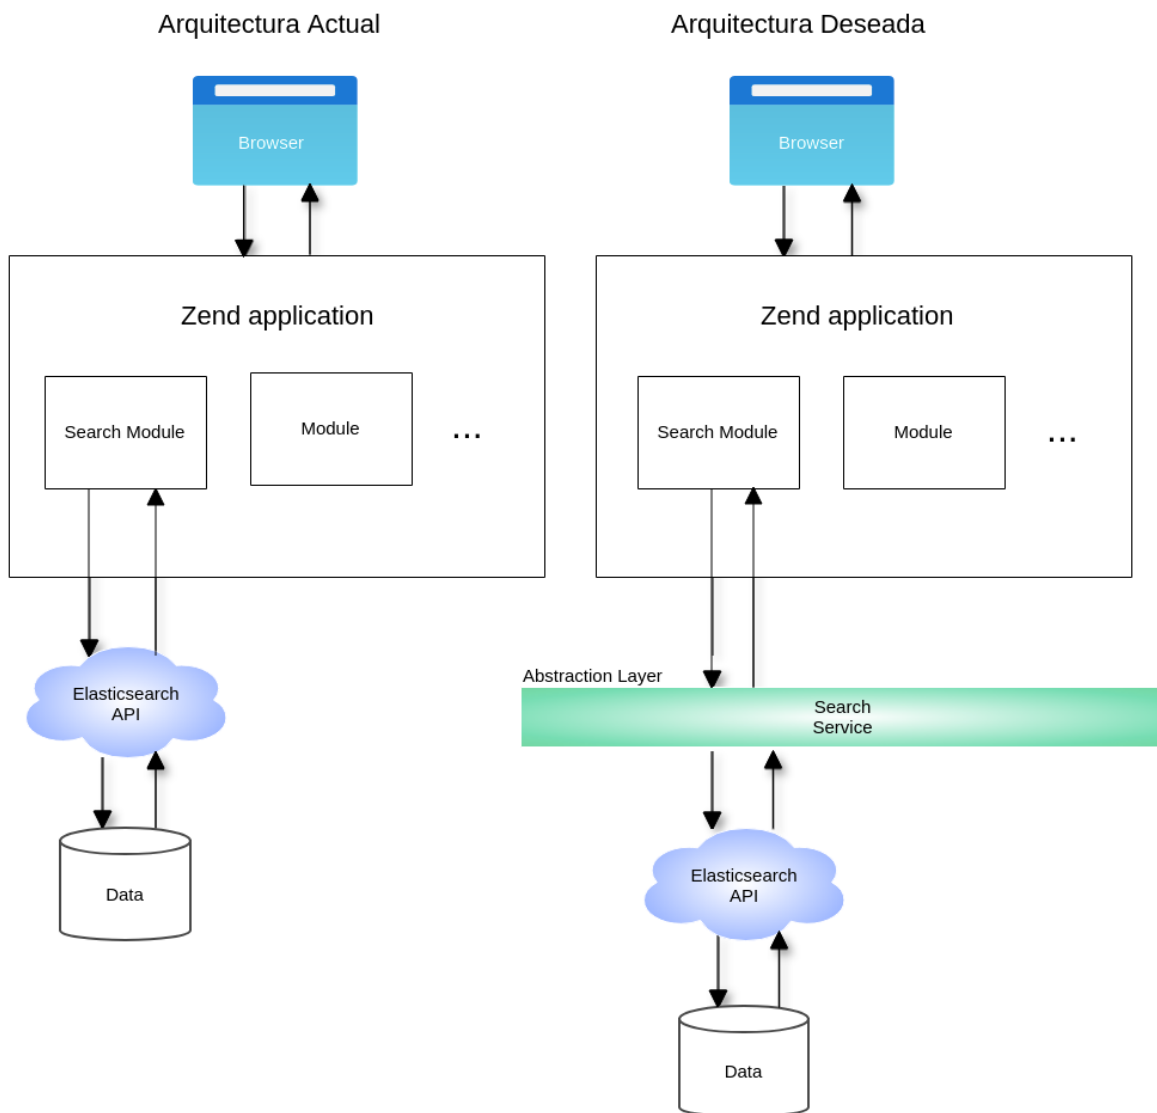 Arquitectura Actual
Browser
Zend application
Search Module
Module
...
Elasticsearch
API
Data
Arquitectura Deseada
Browser
Zend application
Search Module
Module
...
Abstraction Layer
Search
Service
Elasticsearch
API
Data